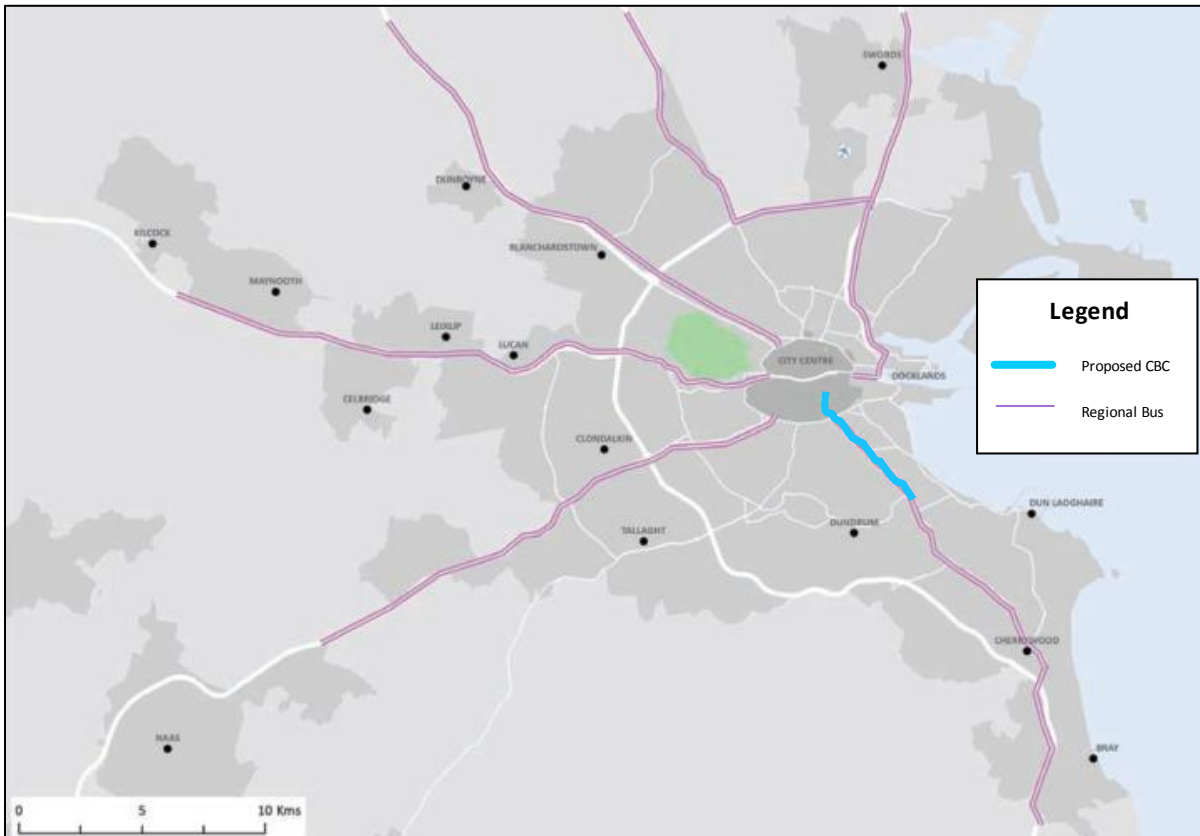 SWORDS
DUNBOYNE
KILCOCK
BLANCHARDSTOWN
MAYNOOTH
Legend
LEIXLIP
LUCAN
CITY CENTRE
Proposed CBC
DOCKLANDS
CELBRIDGE
Regional Bus
CLONDALKIN
DUN LAOGHAIRE
TALLAGHT
DUNDRUM
CHERRYWOOD
NAAS
BRAY
0 5 10 Kms